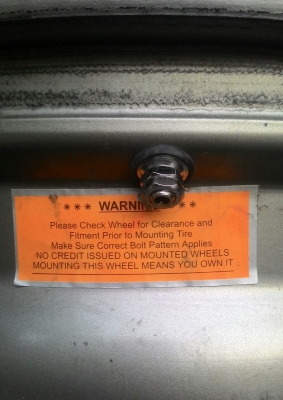 *** WARNING **
Please Check Wheel for Clearance and
Fitment Prior to Mounting Tire
Make Sure Correct Bolt Pattern Applies
NO CREDIT ISSUED ON MOUNTED WHEELS
MOUNTING THIS WHEEL MEANS YOU OWN IT